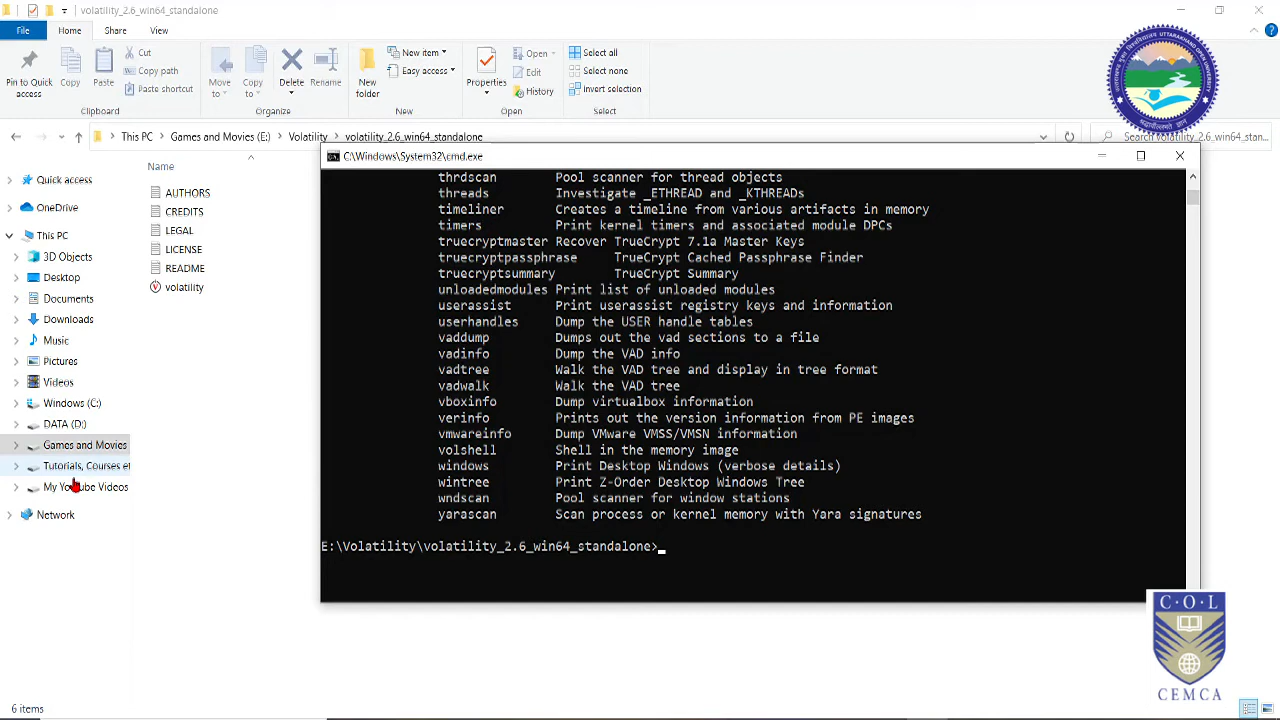 volatility_2.6_win64_standalone
File
Home
Share
View
Pin to Quick access
Copy
Paste
Cut
Copy path
Paste shortcut
Clipboard
Move to
Copy to
Delete
Rename
Organize
New folder
New item
Easy access
New
Properties
Open
Edit
History
Open
Select all
Select none
Invert selection
Select
This PC > Games and Movies (E:) > Volatility >
Name
Quick access
OneDrive
This PC
3D Objects
Desktop
Documents
Downloads
Music
Pictures
Videos
Windows (C:)
DATA (D:)
Games and Movies
Tutorials, Courses et
My Youtube Videos
Network
AUTHORS
CREDITS
LEGAL
LICENSE
README
volatility
C:\Windows\System32\cmd.exe
thrdscan Pool scanner for thread objects
threads Investigate _ETHREAD and _KTHREADs
timeliner Creates a timeline from various artifacts in memory
timers Print kernel timers and associated module DPCs
truecryptmaster Recover TrueCrypt 7.1a Master Keys
truecryptpassphrase TrueCrypt Cached Passphrase Finder
truecryptsummary TrueCrypt Summary
unloadedmodules Print list of unloaded modules
userassist Print userassist registry keys and information
userhandles Dump the USER handle tables
vaddump Dumps out the vad sections to a file
vadinfo Dump the VAD info
vadtree Walk the VAD tree and display in tree format
vadwalk Walk the VAD tree
vboxinfo Dump virtualbox information
verinfo Prints out the version information from PE images
vmwareinfo Dump VMware VMSS/VMSN information
volshell Shell in the memory image
windows Print Desktop Windows (verbose details)
wintree Print Z-Order Desktop Windows Tree
wndscan Pool scanner for window stations
yarascan Scan process or kernel memory with Yara signatures
E:\Volatility\volatility_2.6_win64_standalone>
UTTARAKHAND OPEN UNIVERSITY
C·O·L
CEMCA
6 items